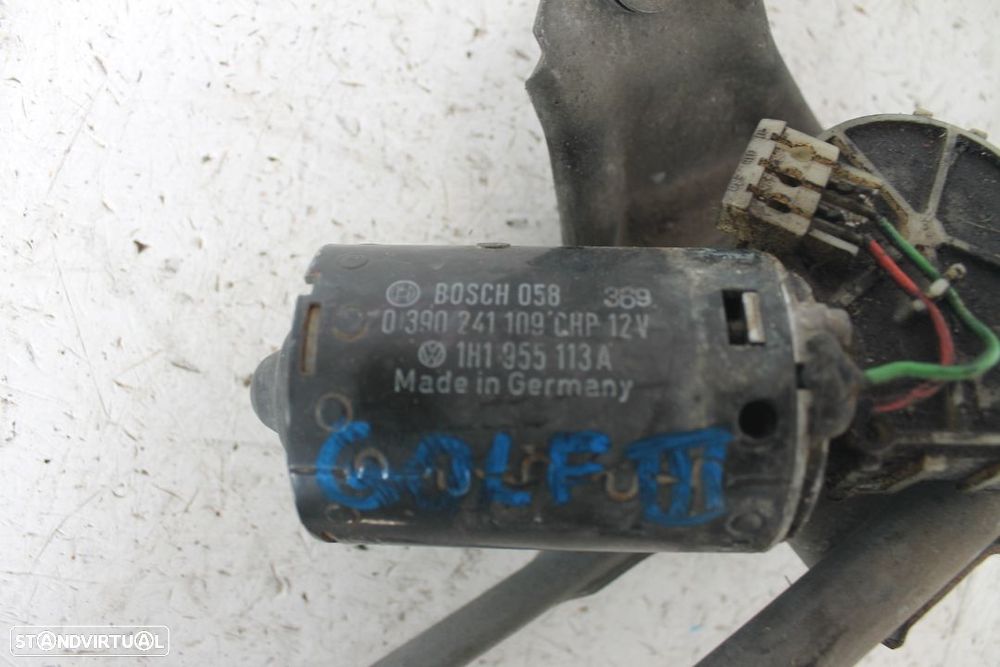 BOSCH 058 369
0 390 241 109 CHP 12V
1H1 955 113 A
Made in Germany
GOLF III
STANDVIRTUAL